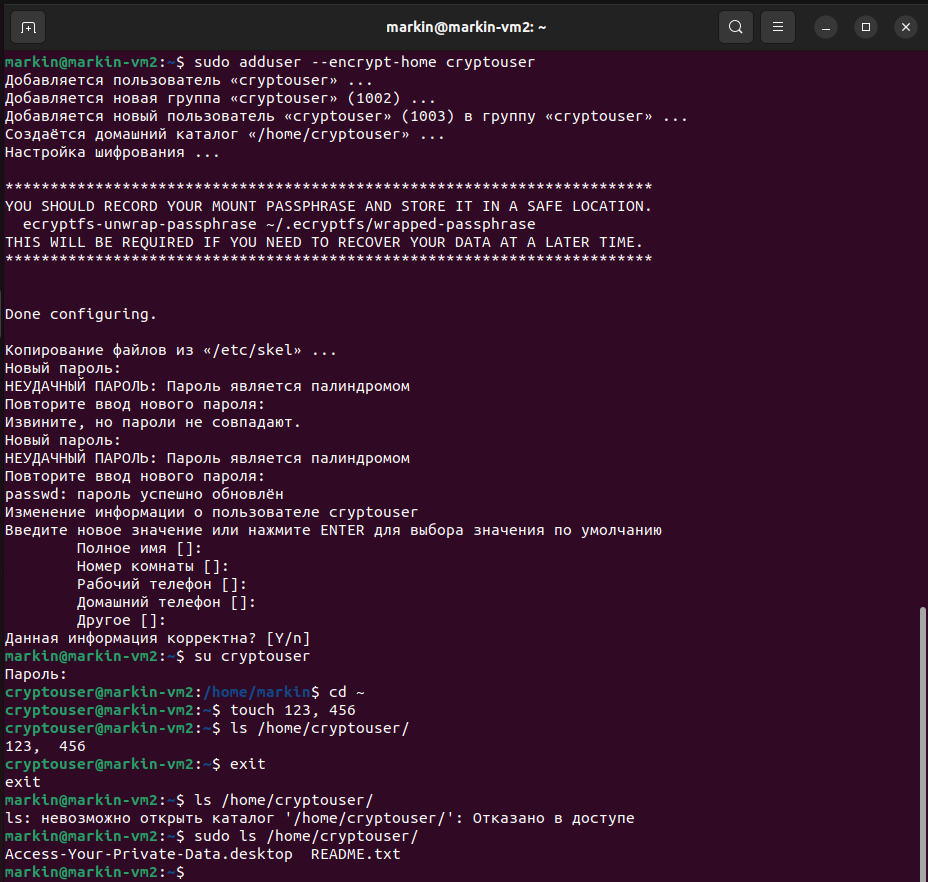 markin@markin-vm2: ~
markin@markin-vm2:~$ sudo adduser --encrypt-home cryptouser
Добавляется пользователь «cryptouser» ...
Добавляется новая группа «cryptouser» (1002) ...
Добавляется новый пользователь «cryptouser» (1003) в группу «cryptouser» ...
Создаётся домашний каталог «/home/cryptouser» ...
Настройка шифрования ...
************************************************************************
YOU SHOULD RECORD YOUR MOUNT PASSPHRASE AND STORE IT IN A SAFE LOCATION.
  ecryptfs-unwrap-passphrase ~/.ecryptfs/wrapped-passphrase
THIS WILL BE REQUIRED IF YOU NEED TO RECOVER YOUR DATA AT A LATER TIME.
************************************************************************
Done configuring.
Копирование файлов из «/etc/skel» ...
Новый пароль:
НЕУДАЧНЫЙ ПАРОЛЬ: Пароль является палиндромом
Повторите ввод нового пароля:
Извините, но пароли не совпадают.
Новый пароль:
НЕУДАЧНЫЙ ПАРОЛЬ: Пароль является палиндромом
Повторите ввод нового пароля:
passwd: пароль успешно обновлён
Изменение информации о пользователе cryptouser
Введите новое значение или нажмите ENTER для выбора значения по умолчанию
        Полное имя []:
        Номер комнаты []:
        Рабочий телефон []:
        Домашний телефон []:
        Другое []:
Данная информация корректна? [Y/n]
markin@markin-vm2:~$ su cryptouser
Пароль:
cryptouser@markin-vm2:/home/markin$ cd ~
cryptouser@markin-vm2:~$ touch 123, 456
cryptouser@markin-vm2:~$ ls /home/cryptouser/
123,  456
cryptouser@markin-vm2:~$ exit
exit
markin@markin-vm2:~$ ls /home/cryptouser/
ls: невозможно открыть каталог '/home/cryptouser/': Отказано в доступе
markin@markin-vm2:~$ sudo ls /home/cryptouser/
Access-Your-Private-Data.desktop  README.txt
markin@markin-vm2:~$